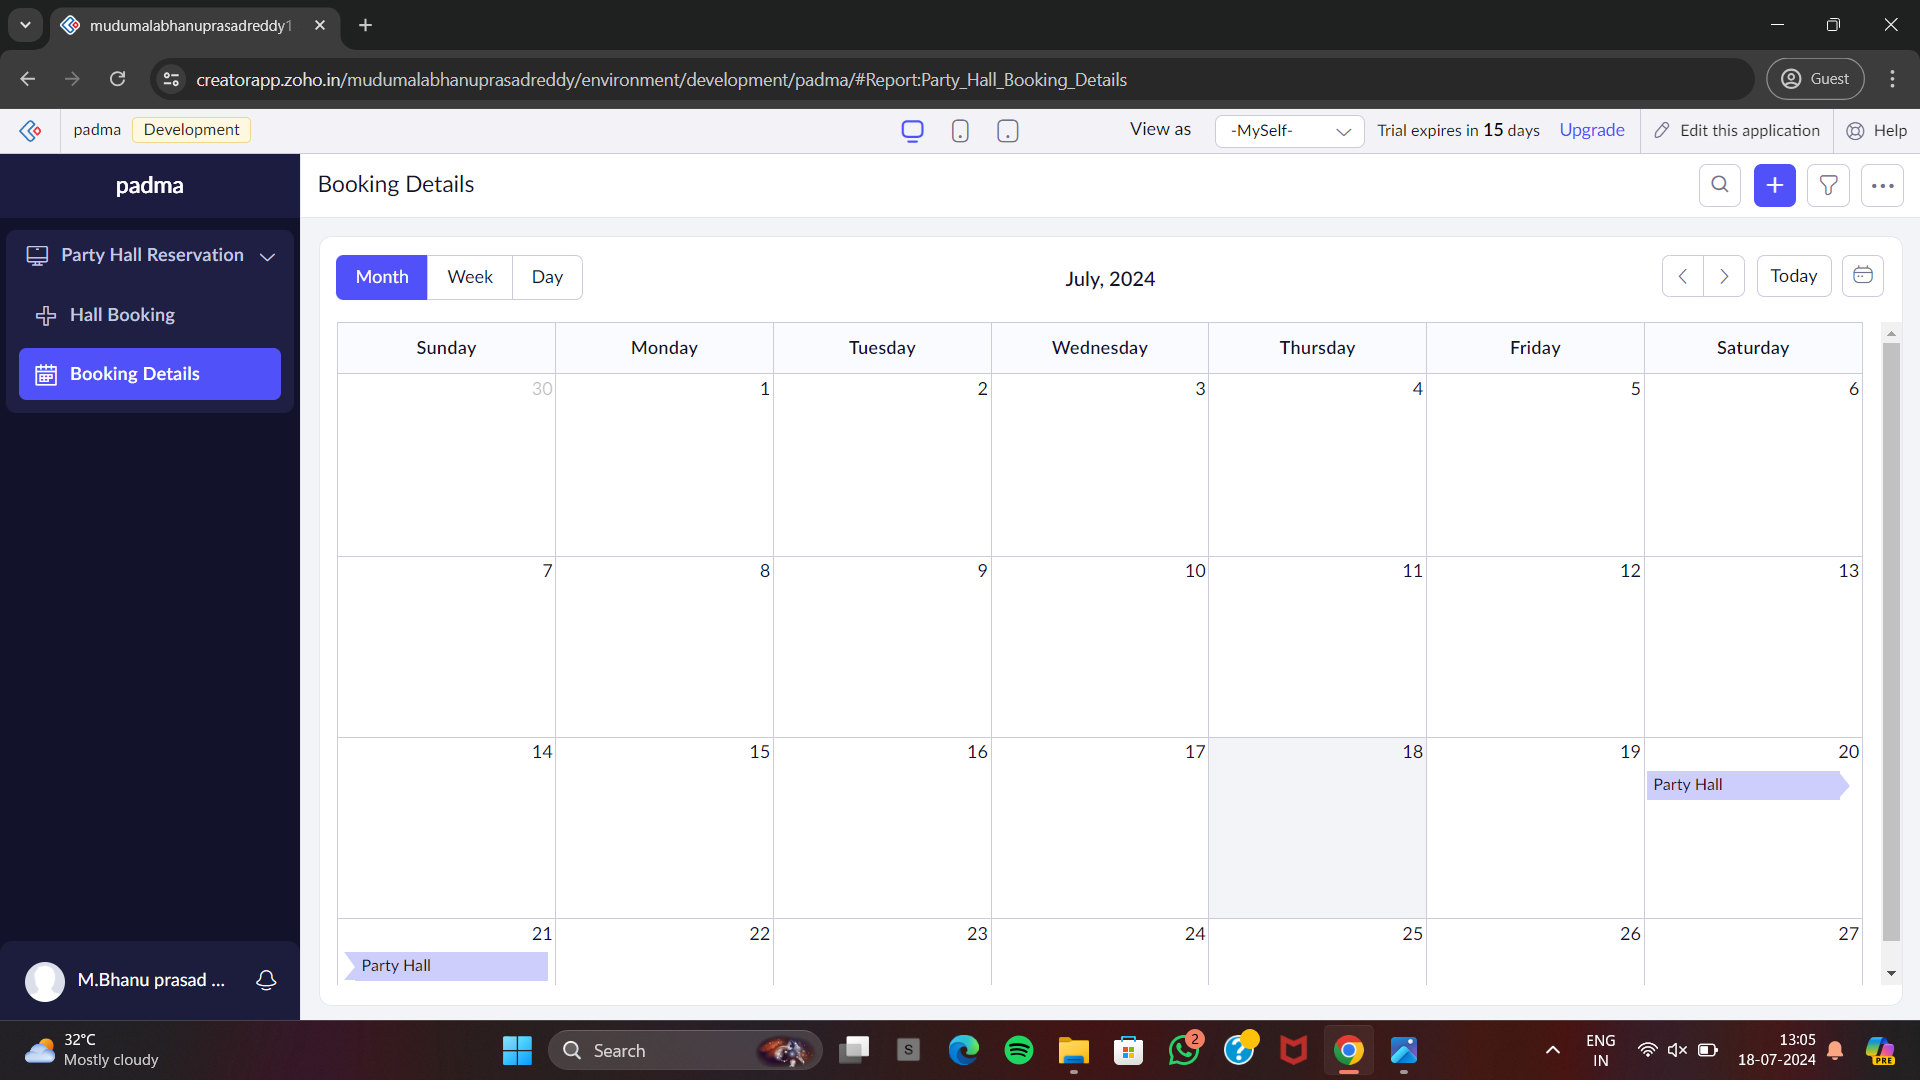 mudumalabhanuprasadreddy1
creatorapp.zoho.in/mudumalabhanuprasadreddy/environment/development/padma/#Report:Party_Hall_Booking_Details
Guest
padma Development View as -MySelf- Trial expires in 15 days Upgrade Edit this application Help
padma
Booking Details
Party Hall Reservation
Hall Booking
Booking Details
Month Week Day July, 2024 Today
Sunday Monday Tuesday Wednesday Thursday Friday Saturday
30 1 2 3 4 5 6
7 8 9 10 11 12 13
14 15 16 17 18 19 20
Party Hall
21 22 23 24 25 26 27
Party Hall
M.Bhanu prasad ...
32°C
Mostly cloudy
Search
S
2
ENG
IN
13:05
18-07-2024
PRE